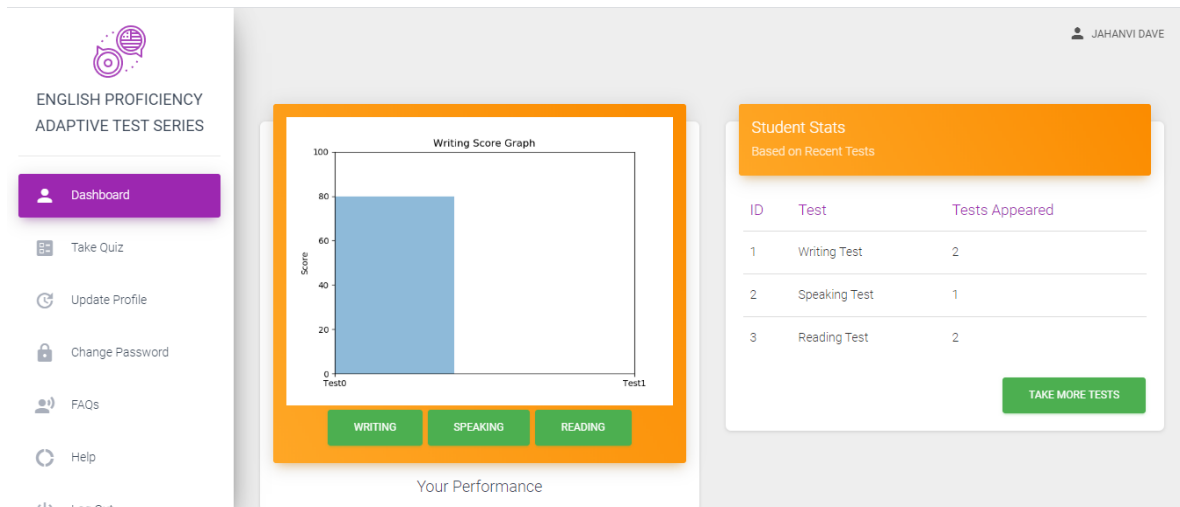 JAHANVI DAVE
ENGLISH PROFICIENCY
ADAPTIVE TEST SERIES
Dashboard
Take Quiz
Update Profile
Change Password
FAQs
Help
Writing Score Graph
100
80
60
40
20
0
Score
Test0 Test1
WRITING SPEAKING READING
Your Performance
Student Stats
Based on Recent Tests
ID Test Tests Appeared
1 Writing Test 2
2 Speaking Test 1
3 Reading Test 2
TAKE MORE TESTS